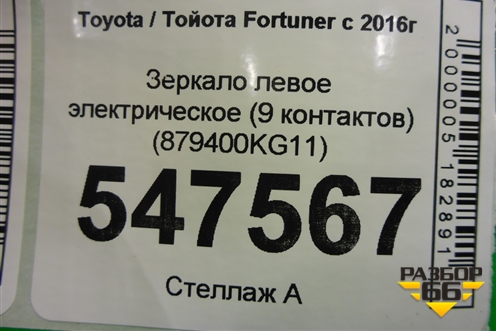 Toyota / Тойота Fortuner с 2016г
Зеркало левое
электрическое (9 контактов)
(879400KG11)
547567
Стеллаж А
2000005182891
РАЗБОР
66